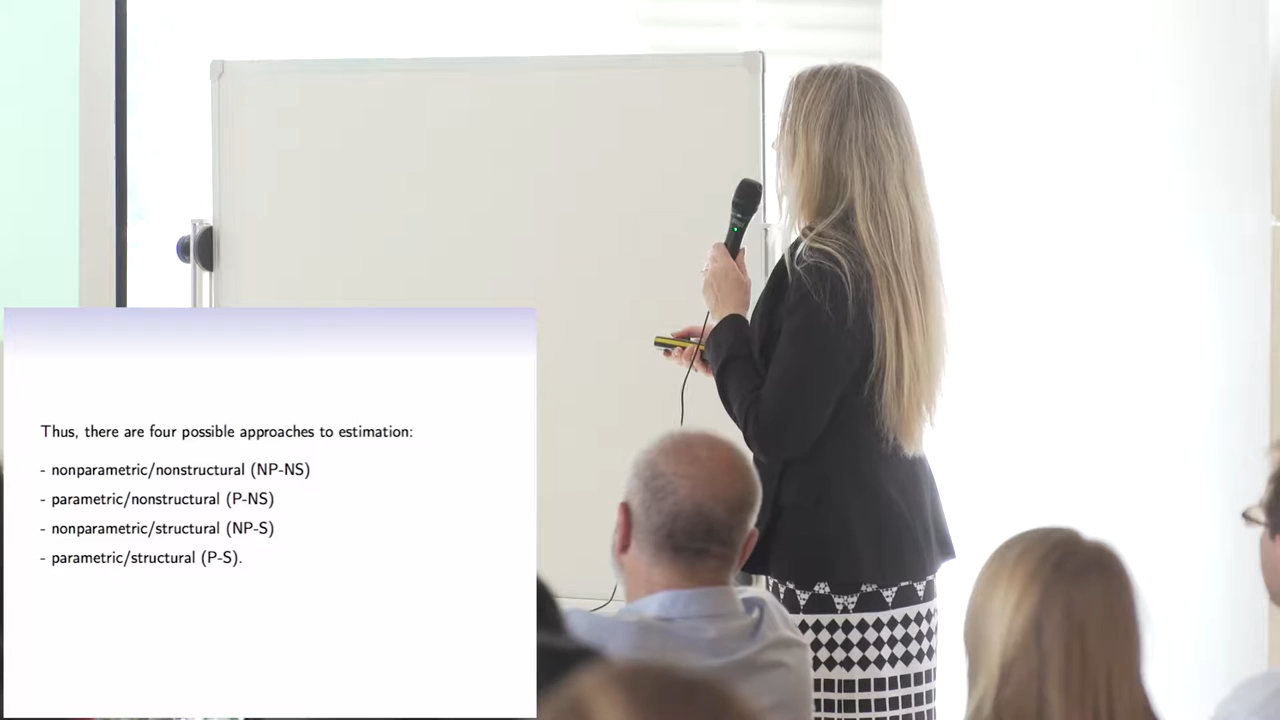 Thus, there are four possible approaches to estimation:
- nonparametric/nonstructural (NP-NS)
- parametric/nonstructural (P-NS)
- nonparametric/structural (NP-S)
- parametric/structural (P-S).